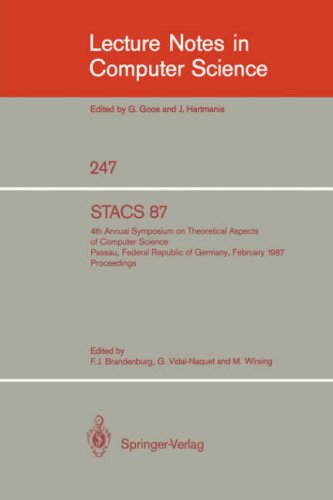 Lecture Notes in
Computer Science
Edited by G. Goos and J. Hartmanis
247
STACS 87
4th Annual Symposium on Theoretical Aspects
of Computer Science
Passau, Federal Republic of Germany, February 1987
Proceedings
Edited by
F.J. Brandenburg, G. Vidal-Naquet and M. Wirsing
Springer-Verlag